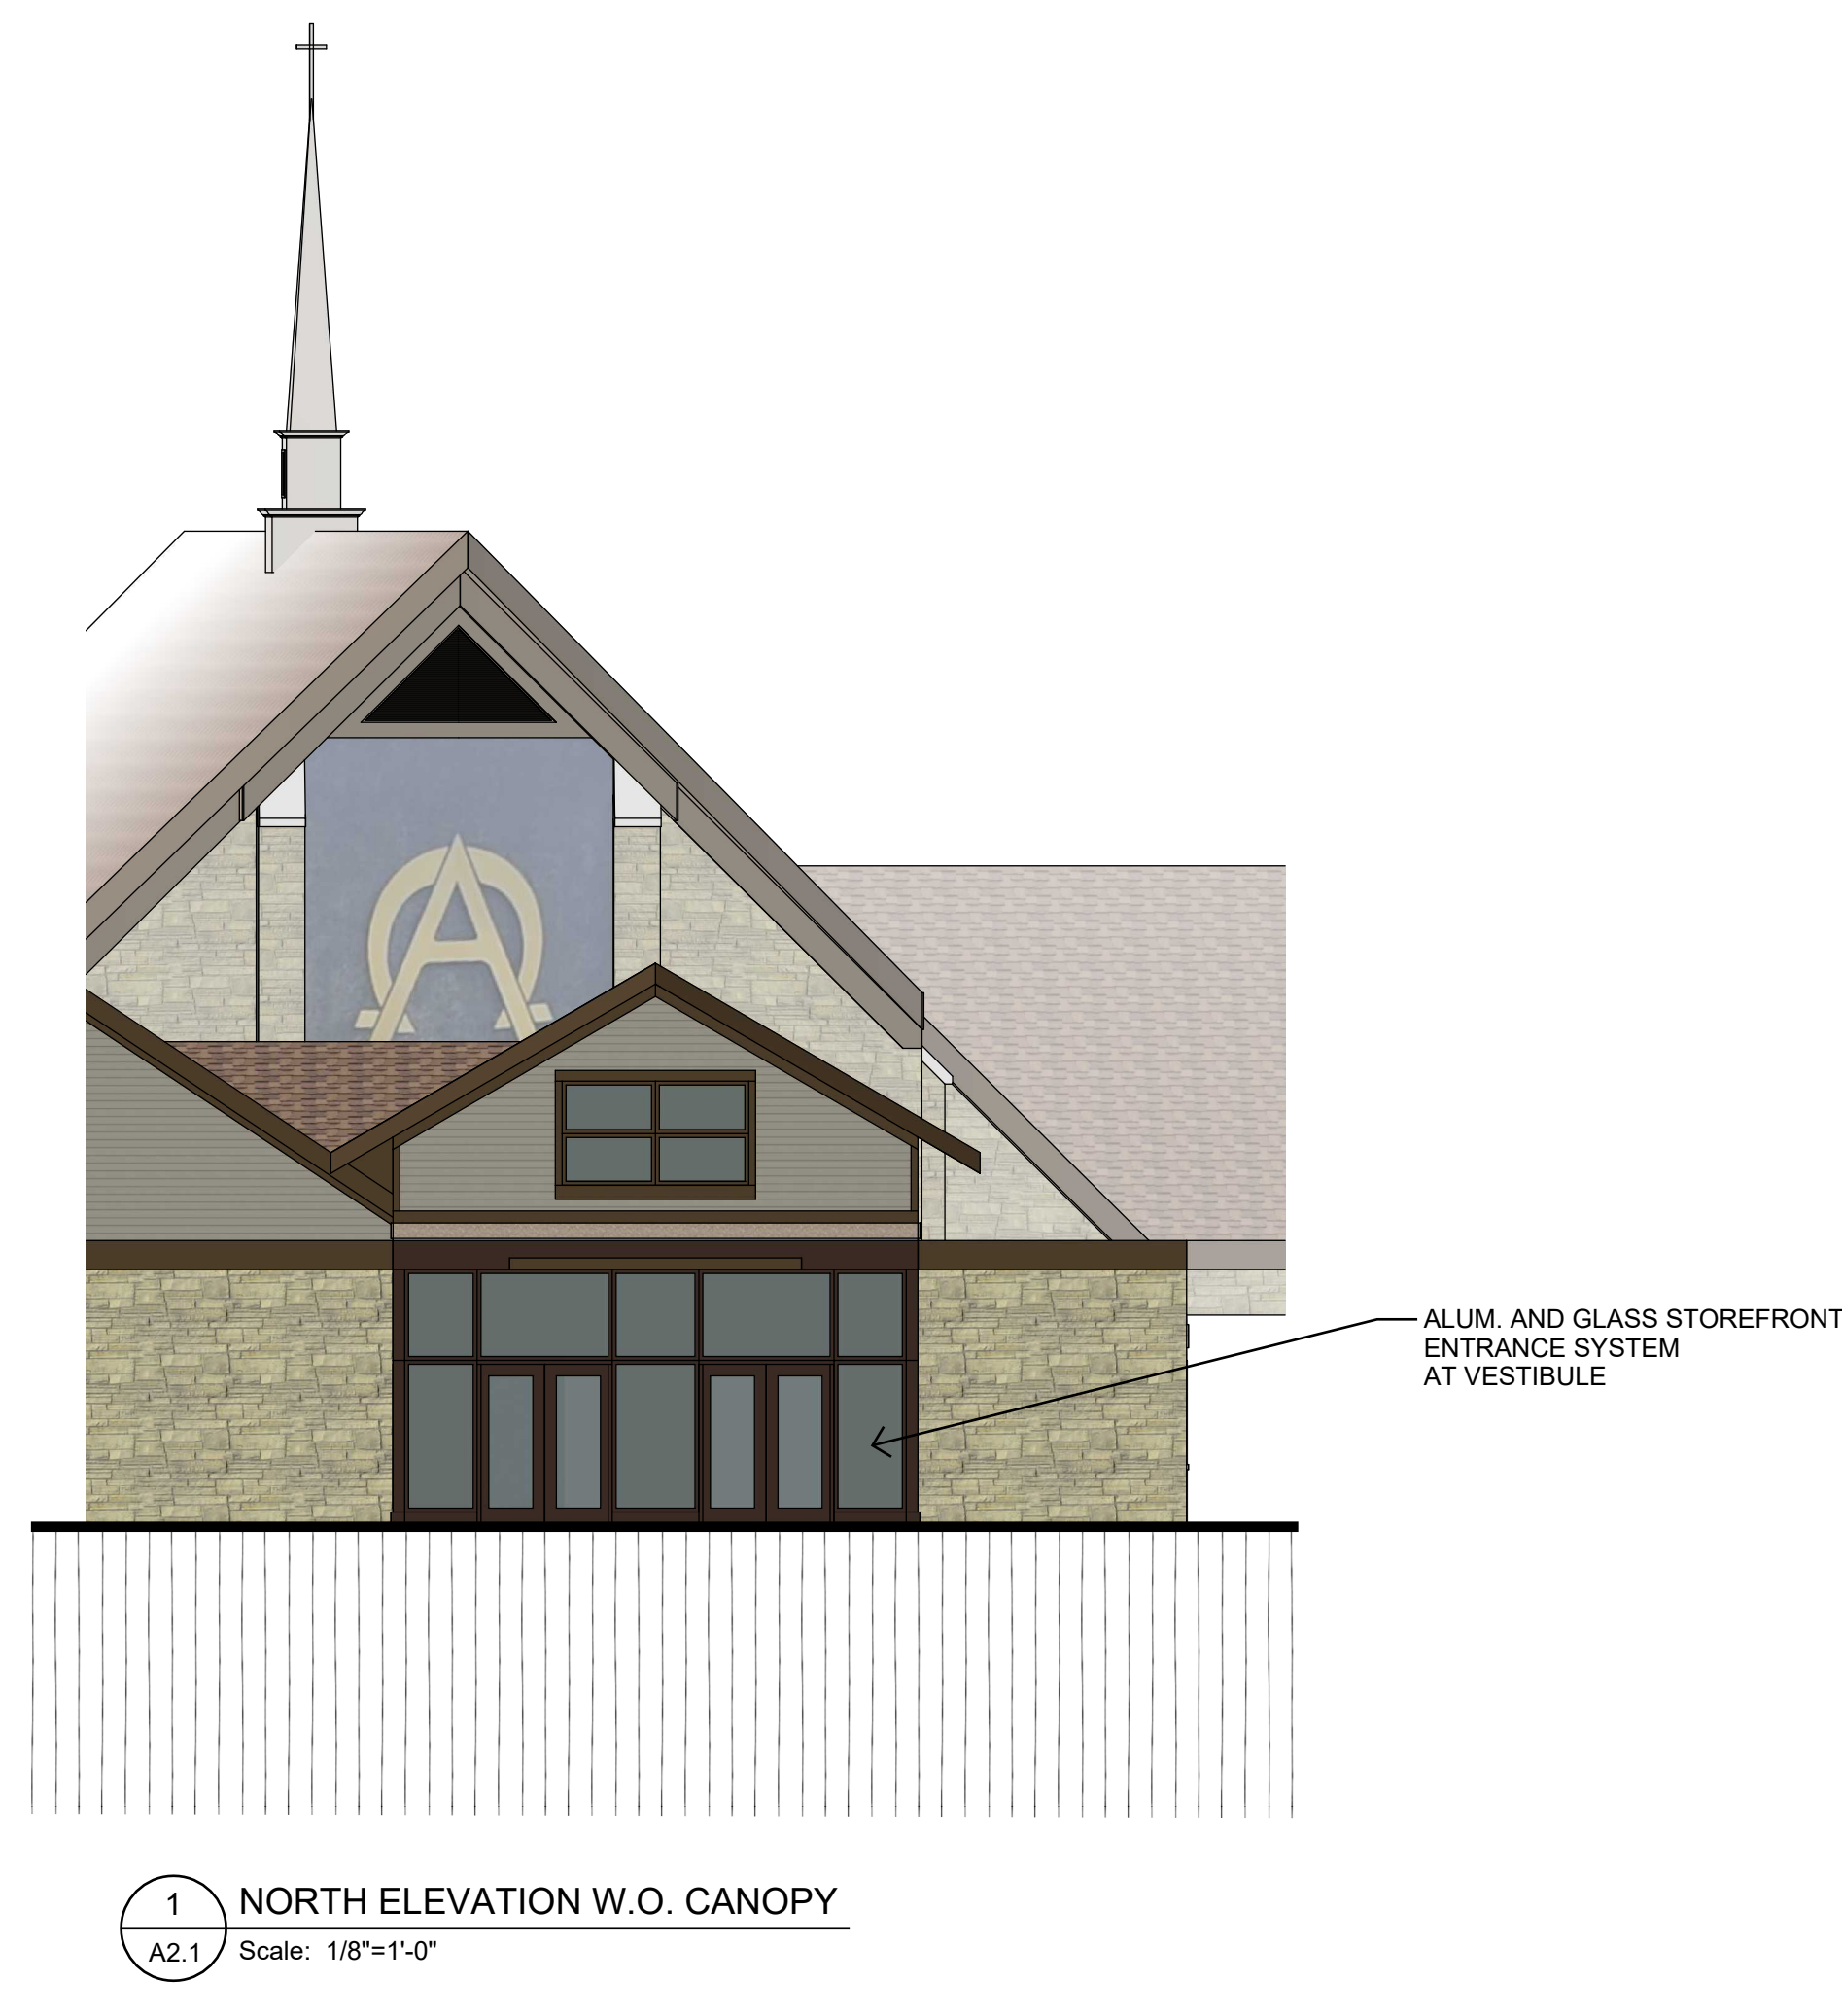 ALUM. AND GLASS STOREFRONT
ENTRANCE SYSTEM
AT VESTIBULE
1
NORTH ELEVATION W.O. CANOPY
A2.1
Scale: 1/8"=1'-0"